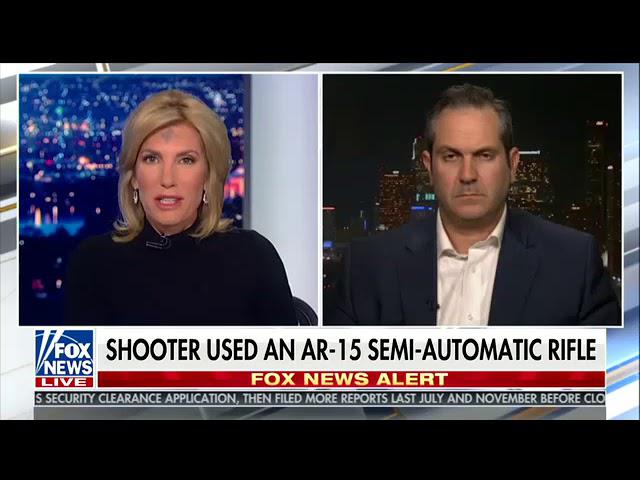 FOX
NEWS
LIVE
SHOOTER USED AN AR-15 SEMI-AUTOMATIC RIFLE
FOX NEWS ALERT
S SECURITY CLEARANCE APPLICATION, THEN FILED MORE REPORTS LAST JULY AND NOVEMBER BEFORE CLO